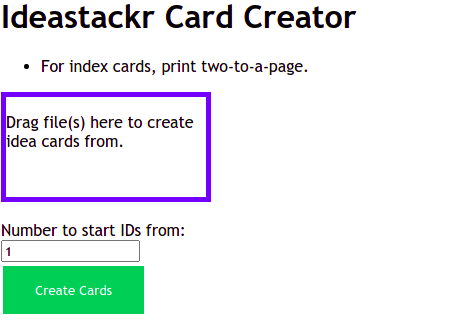 Ideastackr Card Creator
For index cards, print two-to-a-page.
Drag file(s) here to create
idea cards from.
Number to start IDs from:
1
Create Cards